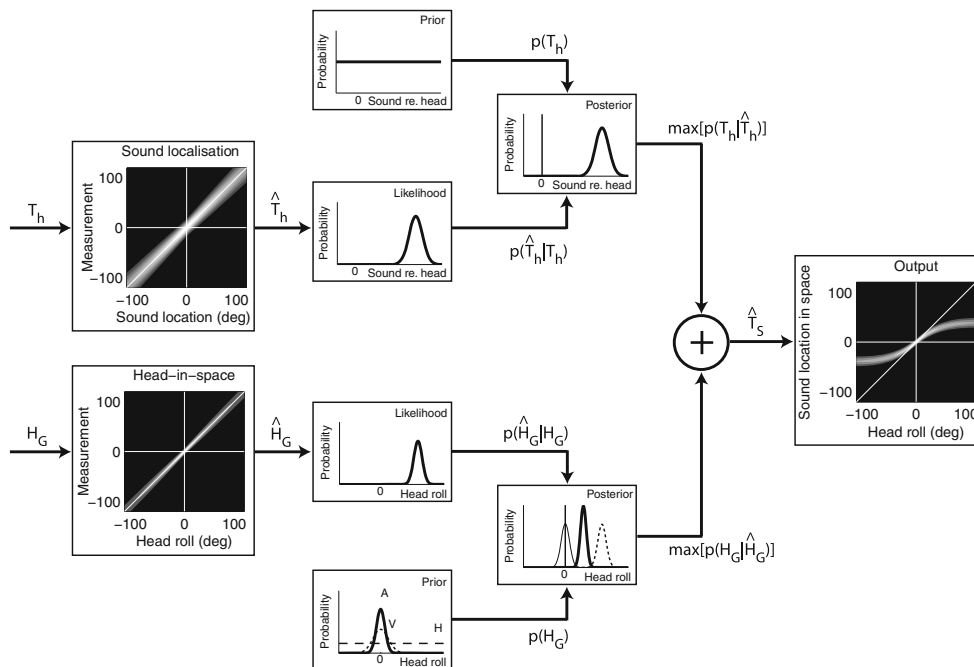 Prior
Probability
0 Sound re. head
p(T_h)
Posterior
Probability
0
Sound re. head
max[p(T_h|T̂_h)]
Sound localisation
Measurement
100
0
−100
−100 0 100
Sound location (deg)
T_h
T̂_h
Likelihood
Probability
0 Sound re. head
p(T̂_h|T_h)
+
T̂_S
Output
Sound location in space
100
0
−100
−100 0 100
Head roll (deg)
Head−in−space
Measurement
100
0
−100
−100 0 100
Head roll (deg)
H_G
Ĥ_G
Likelihood
Probability
0 Head roll
p(Ĥ_G|H_G)
Posterior
Probability
0 Head roll
max[p(H_G|Ĥ_G)]
Prior
Probability
A
V
H
0 Head roll
p(H_G)